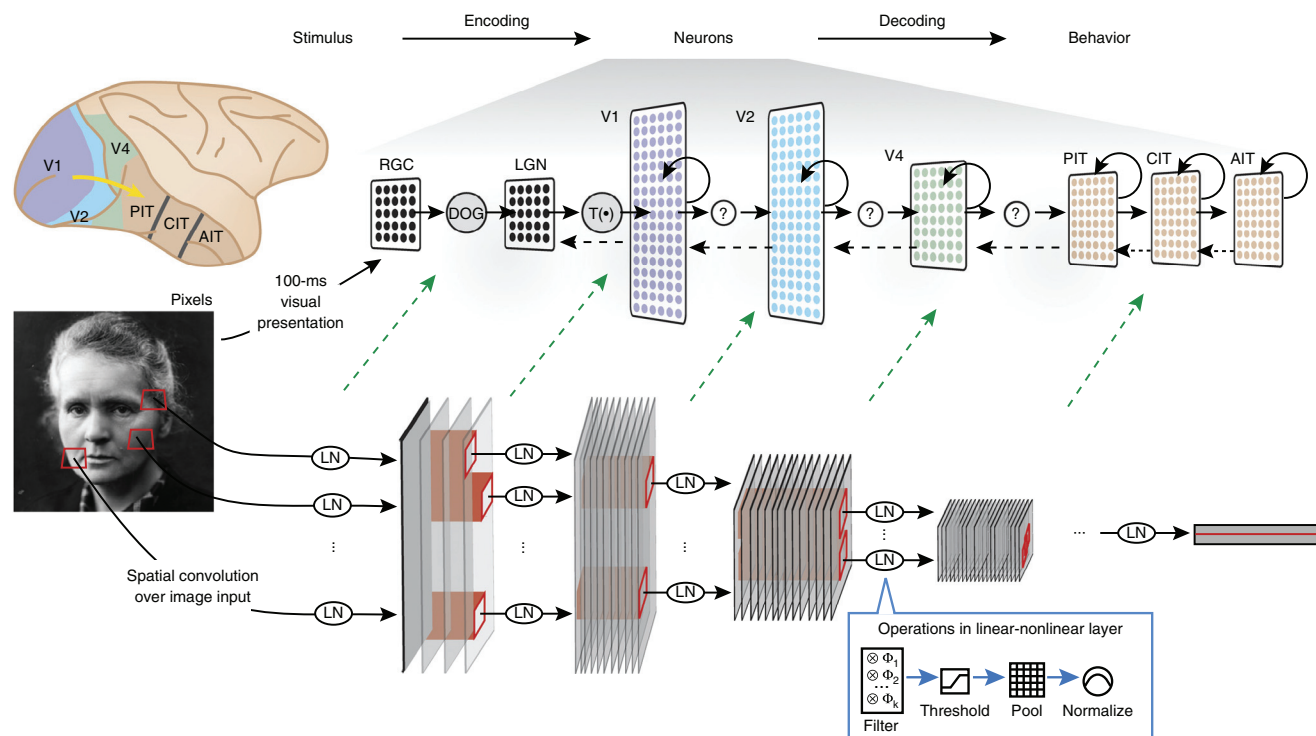 Stimulus
Encoding
Neurons
Decoding
Behavior
V1
V2
V4
PIT
CIT
AIT
RGC
DOG
LGN
T(•)
V1
?
V2
?
V4
?
PIT
CIT
AIT
100-ms
visual
presentation
Pixels
LN
LN
...
LN
Spatial convolution
over image input
LN
LN
...
LN
LN
...
LN
LN
...
LN
...
LN
Operations in linear-nonlinear layer
⊗ Φ1
⊗ Φ2
...
⊗ Φk
Filter
Threshold
Pool
Normalize